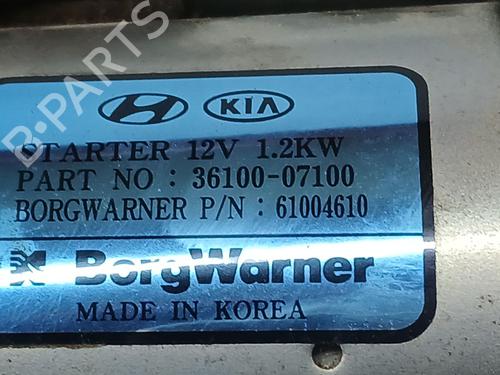 B-PARTS
KIA
STARTER 12V 1.2KW
PART NO : 36100-07100
BORGWARNER P/N : 61004610
BorgWarner
MADE IN KOREA